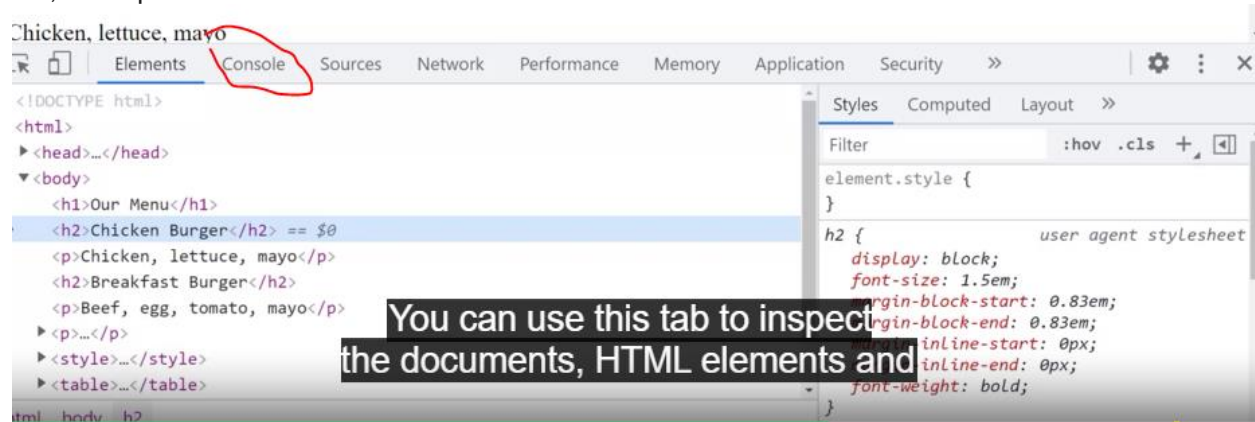 Chicken, lettuce, mayo
Elements Console Sources Network Performance Memory Application Security »
<!DOCTYPE html>
<html>
▶<head>…</head>
▼<body>
<h1>Our Menu</h1>
<h2>Chicken Burger</h2> == $0
<p>Chicken, lettuce, mayo</p>
<h2>Breakfast Burger</h2>
<p>Beef, egg, tomato, mayo</p>
▶<p>…</p>
▶<style>…</style>
▶<table>…</table>
html body h2
Styles Computed Layout »
Filter :hov .cls +
element.style {
}
h2 { user agent stylesheet
display: block;
font-size: 1.5em;
margin-block-start: 0.83em;
margin-block-end: 0.83em;
margin-inline-start: 0px;
margin-inline-end: 0px;
font-weight: bold;
}
You can use this tab to inspect
the documents, HTML elements and